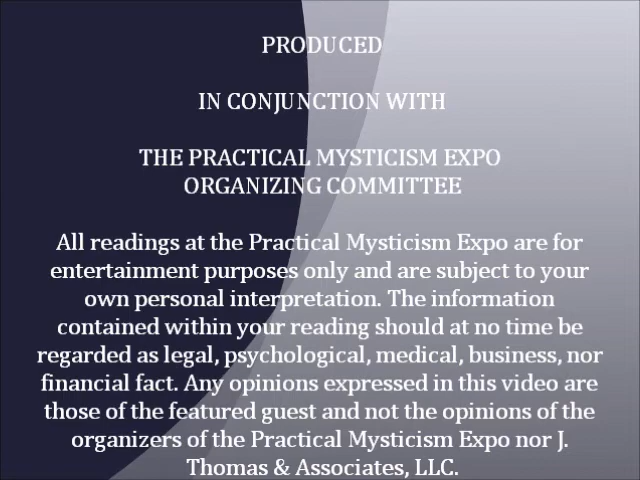 PRODUCED
IN CONJUNCTION WITH
THE PRACTICAL MYSTICISM EXPO
ORGANIZING COMMITTEE
All readings at the Practical Mysticism Expo are for
entertainment purposes only and are subject to your
own personal interpretation. The information
contained within your reading should at no time be
regarded as legal, psychological, medical, business, nor
financial fact. Any opinions expressed in this video are
those of the featured guest and not the opinions of the
organizers of the Practical Mysticism Expo nor J.
Thomas & Associates, LLC.